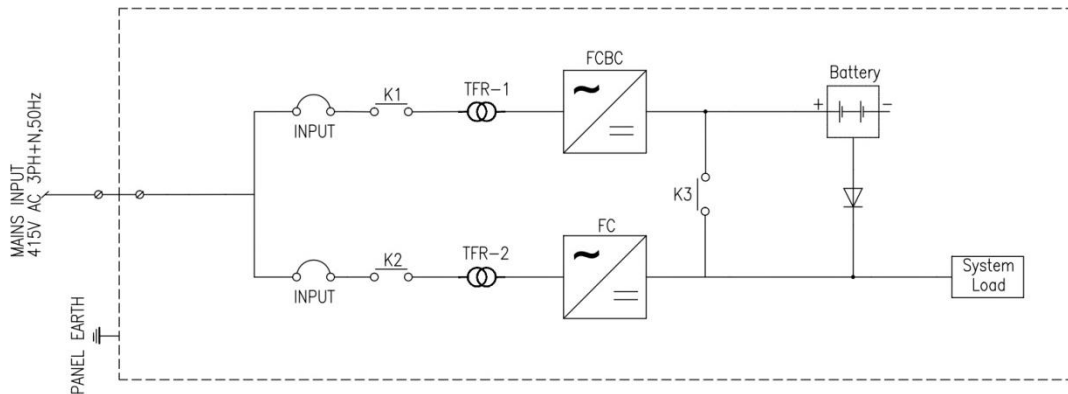 MAINS INPUT
415V AC 3PH+N,50Hz
PANEL EARTH
INPUT
K1
TFR-1
FCBC
Battery
+ -
K3
INPUT
K2
TFR-2
FC
System
Load